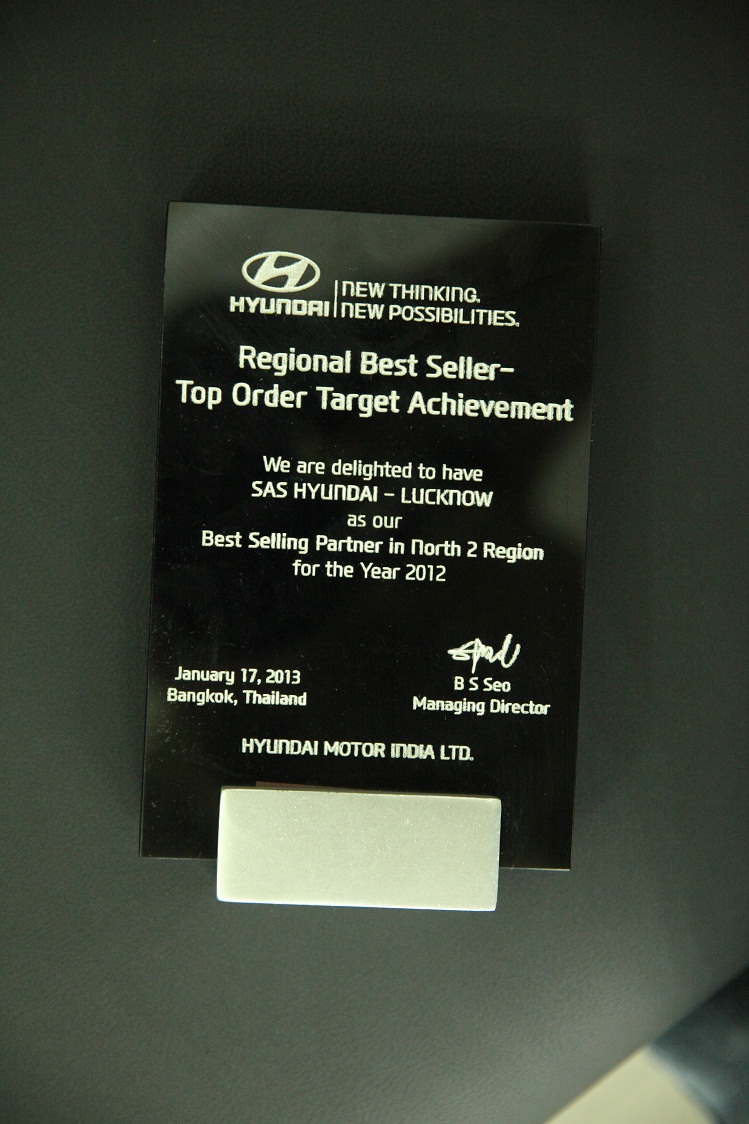 HYUNDAI
NEW THINKING.
NEW POSSIBILITIES.
Regional Best Seller-
Top Order Target Achievement
We are delighted to have
SAS HYUNDAI - LUCKNOW
as our
Best Selling Partner in North 2 Region
for the Year 2012
January 17, 2013
Bangkok, Thailand
B S Seo
Managing Director
HYUNDAI MOTOR INDIA LTD.